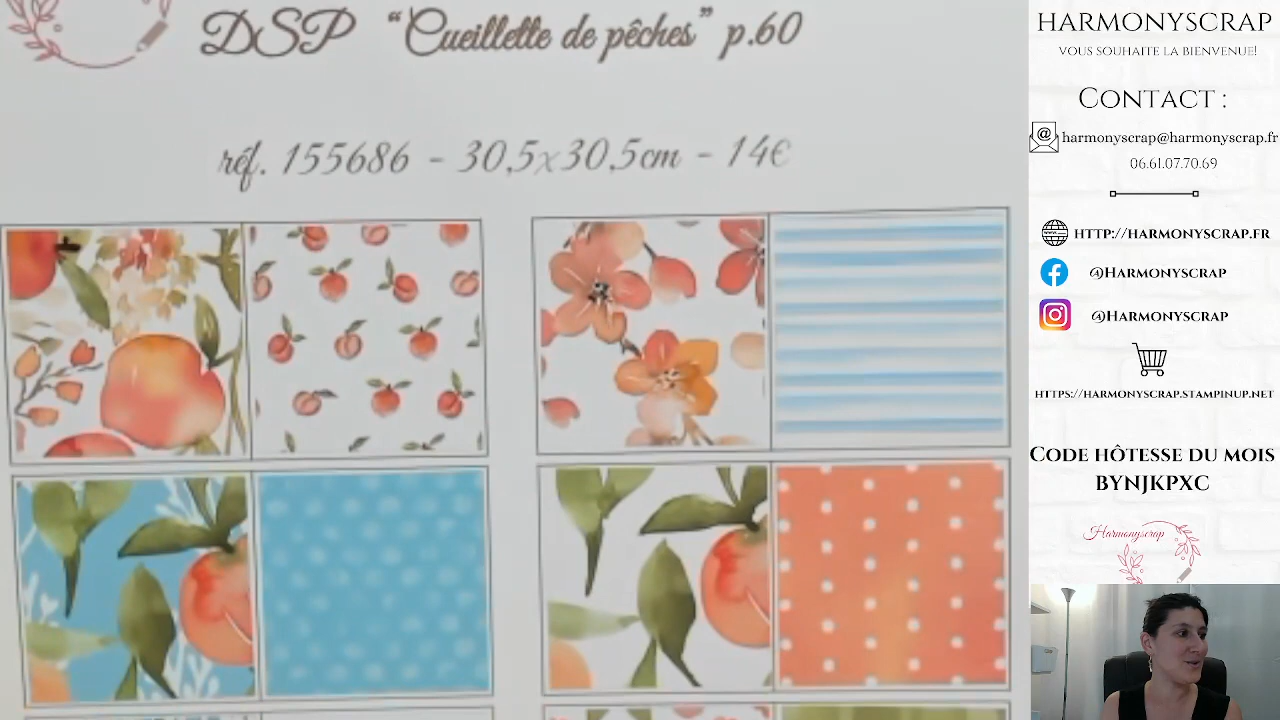 DSP “Cueillette de pêches” p.60
réf. 155686 - 30,5x30,5cm - 14€
HARMONYSCRAP
VOUS SOUHAITE LA BIENVENUE!
CONTACT :
@
harmonyscrap@harmonyscrap.fr
06.61.07.70.69
www.
HTTP://HARMONYSCRAP.FR
@HARMONYSCRAP
@HARMONYSCRAP
HTTPS://HARMONYSCRAP.STAMPINUP.NET
CODE HÔTESSE DU MOIS
BYNJKPXC
Harmonyscrap